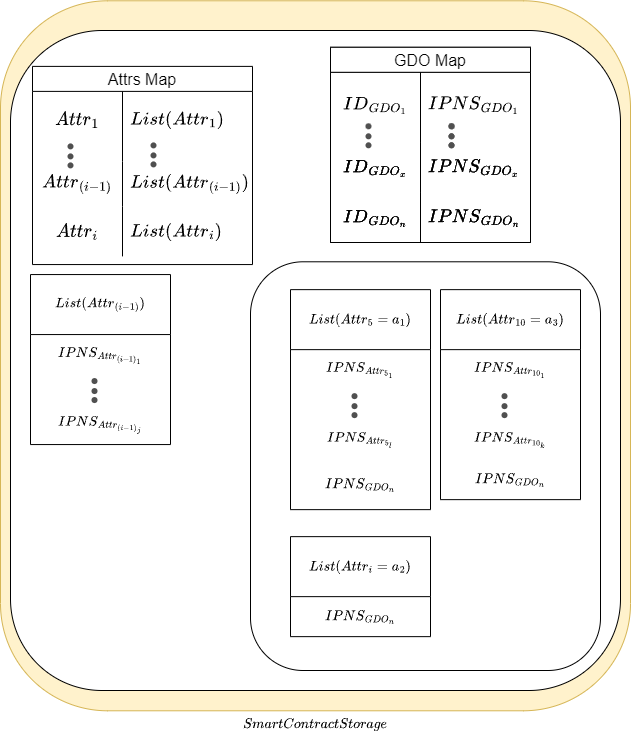 Attrs Map
Attr_1 List(Attr_1)
Attr_(i−1) List(Attr_(i−1))
Attr_i List(Attr_i)
GDO Map
ID_GDO_1 IPNS_GDO_1
ID_GDO_x IPNS_GDO_x
ID_GDO_n IPNS_GDO_n
List(Attr_(i−1))
IPNS_Attr_(i−1)_1
IPNS_Attr_(i−1)_j
List(Attr_5 = a_1)
IPNS_Attr_5_1
IPNS_Attr_5_l
IPNS_GDO_n
List(Attr_10 = a_3)
IPNS_Attr_10_1
IPNS_Attr_10_k
IPNS_GDO_n
List(Attr_i = a_2)
IPNS_GDO_n
SmartContractStorage